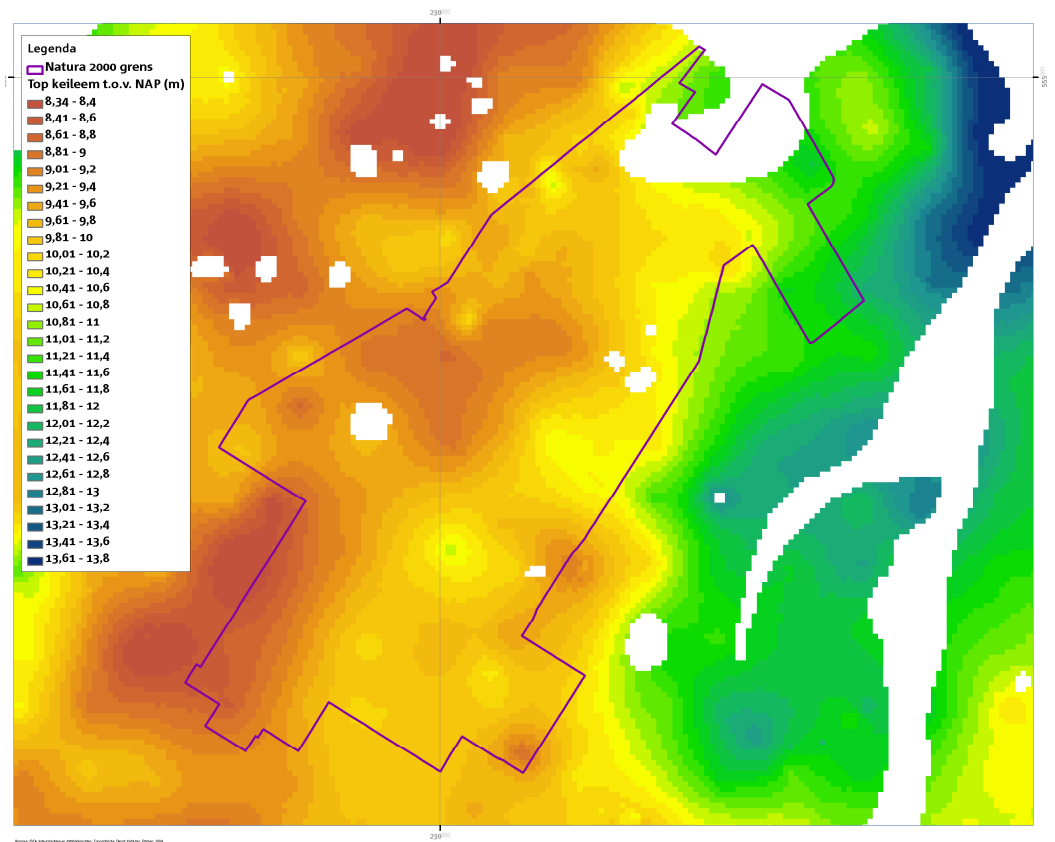 230000
555
Legenda
Natura 2000 grens
Top keileem t.o.v. NAP (m)
8,34 - 8,4
8,41 - 8,6
8,61 - 8,8
8,81 - 9
9,01 - 9,2
9,21 - 9,4
9,41 - 9,6
9,61 - 9,8
9,81 - 10
10,01 - 10,2
10,21 - 10,4
10,41 - 10,6
10,61 - 10,8
10,81 - 11
11,01 - 11,2
11,21 - 11,4
11,41 - 11,6
11,61 - 11,8
11,81 - 12
12,01 - 12,2
12,21 - 12,4
12,41 - 12,6
12,61 - 12,8
12,81 - 13
13,01 - 13,2
13,21 - 13,4
13,41 - 13,6
13,61 - 13,8
230000